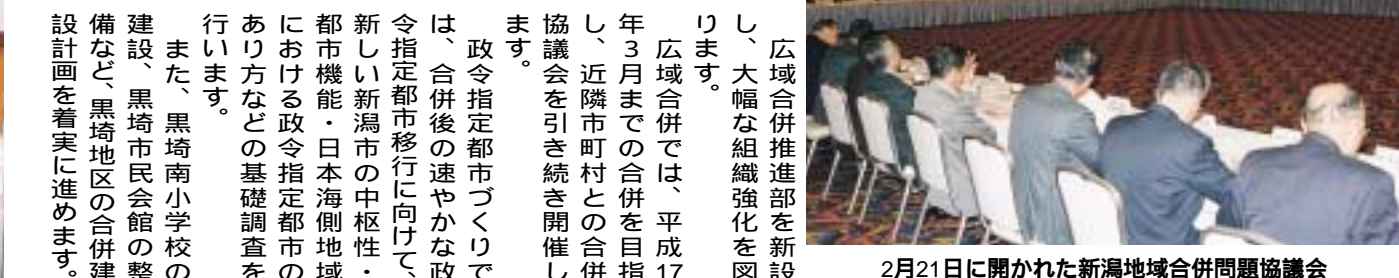 広域合併推進部を新設
し、大幅な組織強化を図
ります。
広域合併では、平成17
年３月までの合併を目指
し、近隣市町村との合併
協議会を引き続き開催し
ます。
政令指定都市づくりで
は、合併後の速やかな政
令指定都市移行に向けて、
新しい新潟市の中枢性・
都市機能・日本海側地域
における政令指定都市の
あり方などの基礎調査を
行います。
また、黒埼南小学校の
建設、黒埼市民会館の整
備など、黒埼地区の合併建
設計画を着実に進めます。
2月21日に開かれた新潟地域合併問題協議会